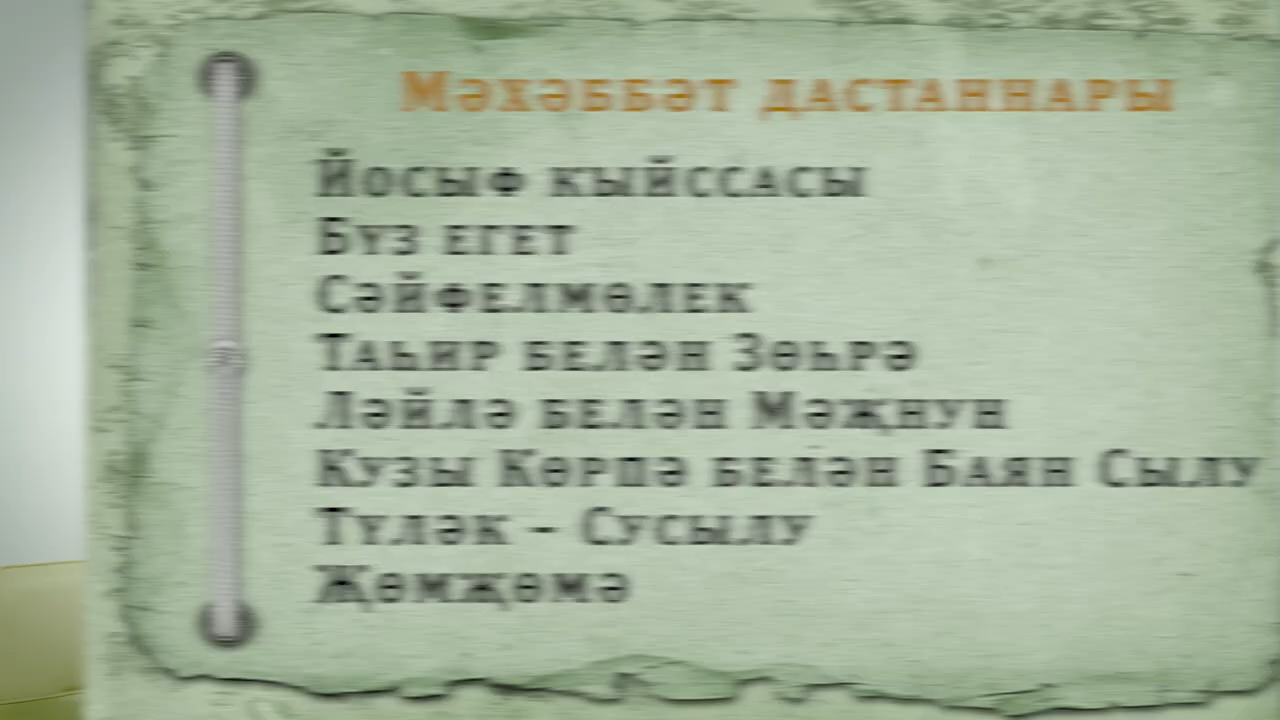 Мәхәббәт дастаннары
Йосыф кыйссасы
Буз егет
Сәйфелмөлек
Таһир белән Зөһрә
Ләйлә белән Мәҗнун
Кузы Көрпә белән Баян Сылу
Түләк - Сусылу
Җөмҗөмә